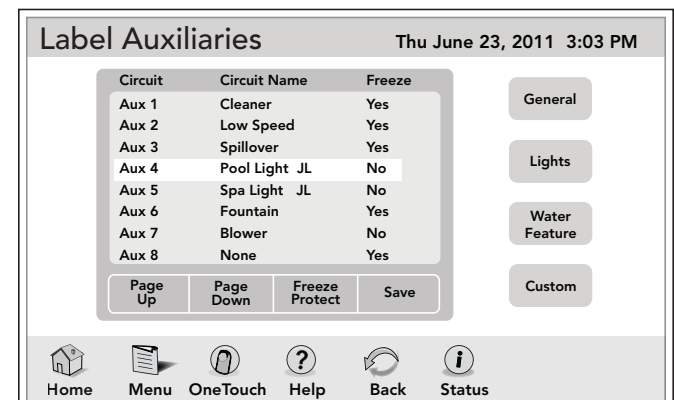 Label Auxiliaries Thu June 23, 2011 3:03 PM
Circuit Circuit Name Freeze
Aux 1 Cleaner Yes
Aux 2 Low Speed Yes
Aux 3 Spillover Yes
Aux 4 Pool Light JL No
Aux 5 Spa Light JL No
Aux 6 Fountain Yes
Aux 7 Blower No
Aux 8 None Yes
Page Up Page Down Freeze Protect Save
General
Lights
Water
Feature
Custom
? i
Home Menu OneTouch Help Back Status